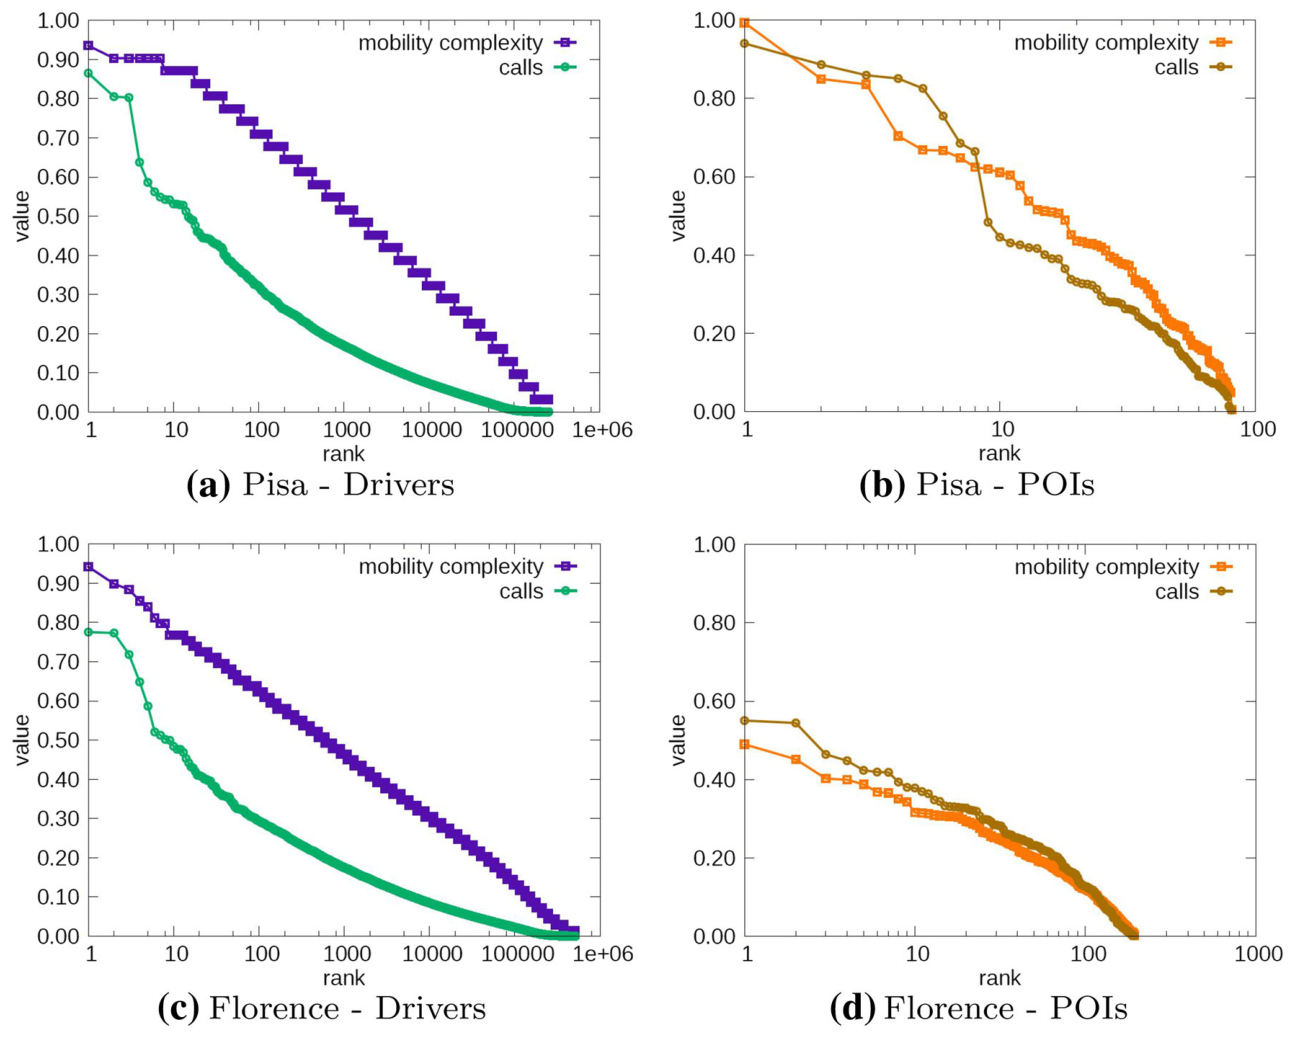 1.00
0.90
0.80
0.70
0.60
0.50
0.40
0.30
0.20
0.10
0.00
value
mobility complexity
calls
1 10 100 1000 10000 100000 1e+06
rank
(a) Pisa - Drivers
1.00
0.80
0.60
0.40
0.20
0.00
value
mobility complexity
calls
1 10 100
rank
(b) Pisa - POIs
1.00
0.90
0.80
0.70
0.60
0.50
0.40
0.30
0.20
0.10
0.00
value
mobility complexity
calls
1 10 100 1000 10000 100000 1e+06
rank
(c) Florence - Drivers
1.00
0.80
0.60
0.40
0.20
0.00
value
mobility complexity
calls
1 10 100 1000
rank
(d) Florence - POIs